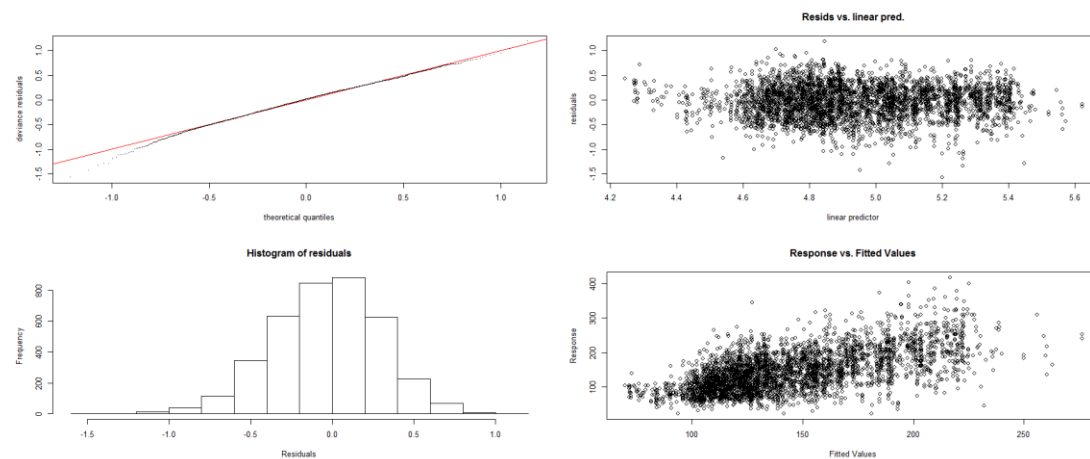 deviance residuals
1.0
0.5
0.0
-0.5
-1.0
-1.5
-1.0 -0.5 0.0 0.5 1.0
theoretical quantiles
Resids vs. linear pred.
residuals
1.0
0.5
0.0
-0.5
-1.0
-1.5
4.2 4.4 4.6 4.8 5.0 5.2 5.4 5.6
linear predictor
Histogram of residuals
Frequency
800
600
400
200
0
-1.5 -1.0 -0.5 0.0 0.5 1.0
Residuals
Response vs. Fitted Values
Response
400
300
200
100
100 150 200 250
Fitted Values